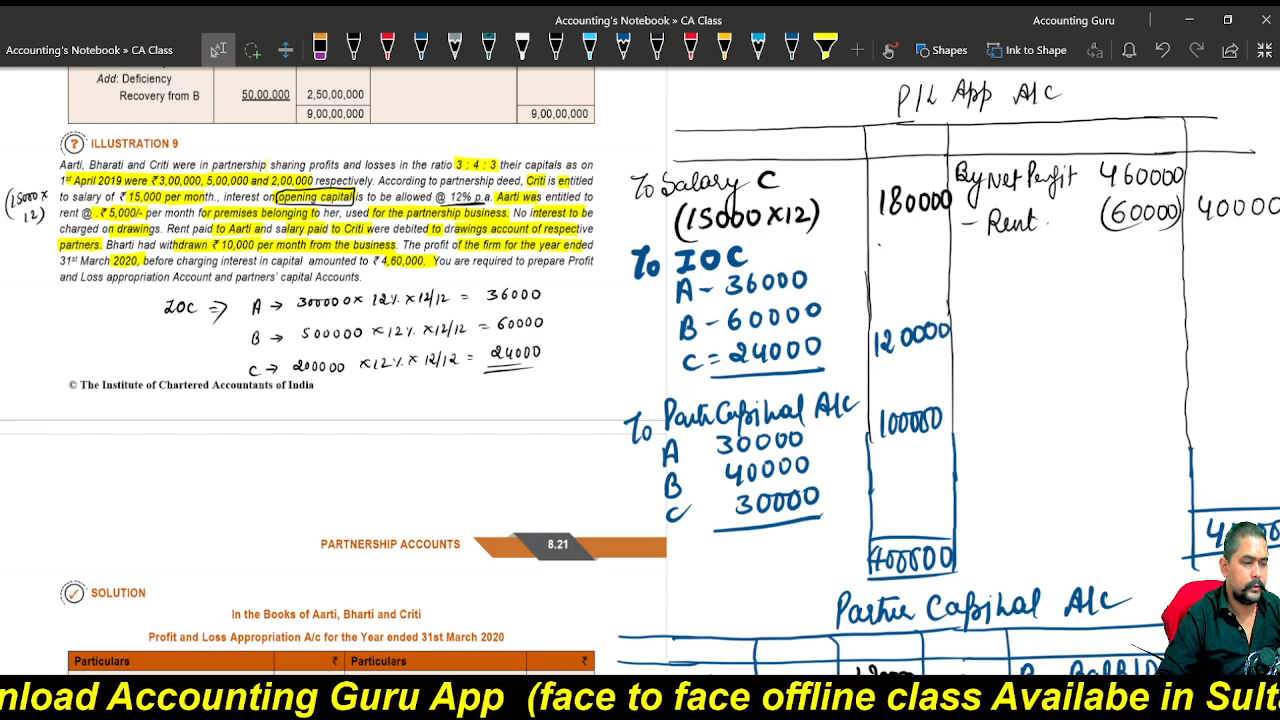 Accounting's Notebook » CA Class
Accounting Guru
Accounting's Notebook » CA Class
Shapes
Ink to Shape
Add: Deficiency
Recovery from B 50,00,000 2,50,00,000
9,00,00,000 9,00,00,000
? ILLUSTRATION 9
Aarti, Bharati and Criti were in partnership sharing profits and losses in the ratio 3 : 4 : 3 their capitals as on
1st April 2019 were ₹ 3,00,000, 5,00,000 and 2,00,000 respectively. According to partnership deed, Criti is entitled
to salary of ₹ 15,000 per month., interest on opening capital is to be allowed @ 12% p.a. Aarti was entitled to
rent @ .₹ 5,000/- per month for premises belonging to her, used for the partnership business. No interest to be
charged on drawings. Rent paid to Aarti and salary paid to Criti were debited to drawings account of respective
partners. Bharti had withdrawn ₹ 10,000 per month from the business. The profit of the firm for the year ended
31st March 2020, before charging interest in capital amounted to ₹ 4,60,000. You are required to prepare Profit
and Loss appropriation Account and partners' capital Accounts.
(15000 ×
12)
IOC ⇒ A → 300000 × 12%. × 12/12 = 36000
B → 500000 × 12%. × 12/12 = 60000
C → 200000 × 12%. × 12/12 = 24000
© The Institute of Chartered Accountants of India
PARTNERSHIP ACCOUNTS 8.21
SOLUTION
In the Books of Aarti, Bharti and Criti
Profit and Loss Appropriation A/c for the Year ended 31st March 2020
Particulars ₹ Particulars ₹
P/L App A/C
To Salary C 180000 By Net Profit 460000
(15000 × 12) - Rent (60000) 40000
To IOC
A - 36000
B - 60000 120000
C = 24000
To Partn Capital A/C 100000
A 30000
B 40000
C 30000
400000
Partner Capital A/C
nload Accounting Guru App (face to face offline class Availabe in Sult